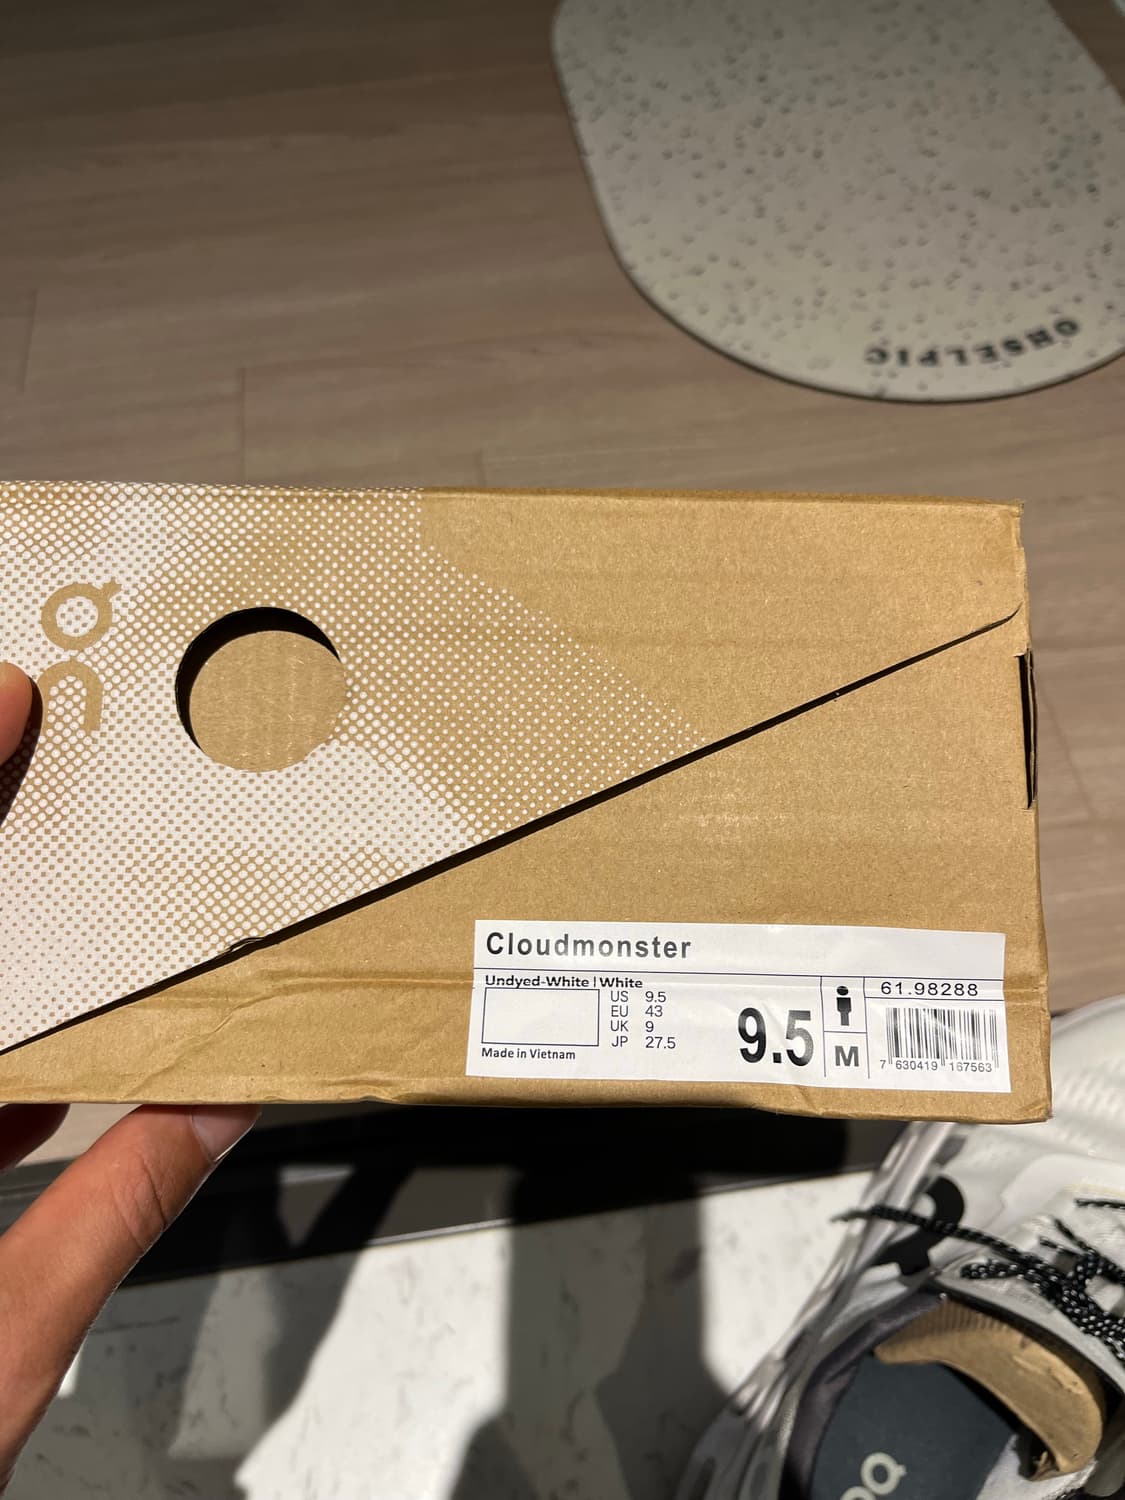 ONSELPIC
Cloudmonster
Undyed-White | White
US 9.5
EU 43
UK 9
JP 27.5
9.5
M
61.98288
7 630419 167563
Made in Vietnam